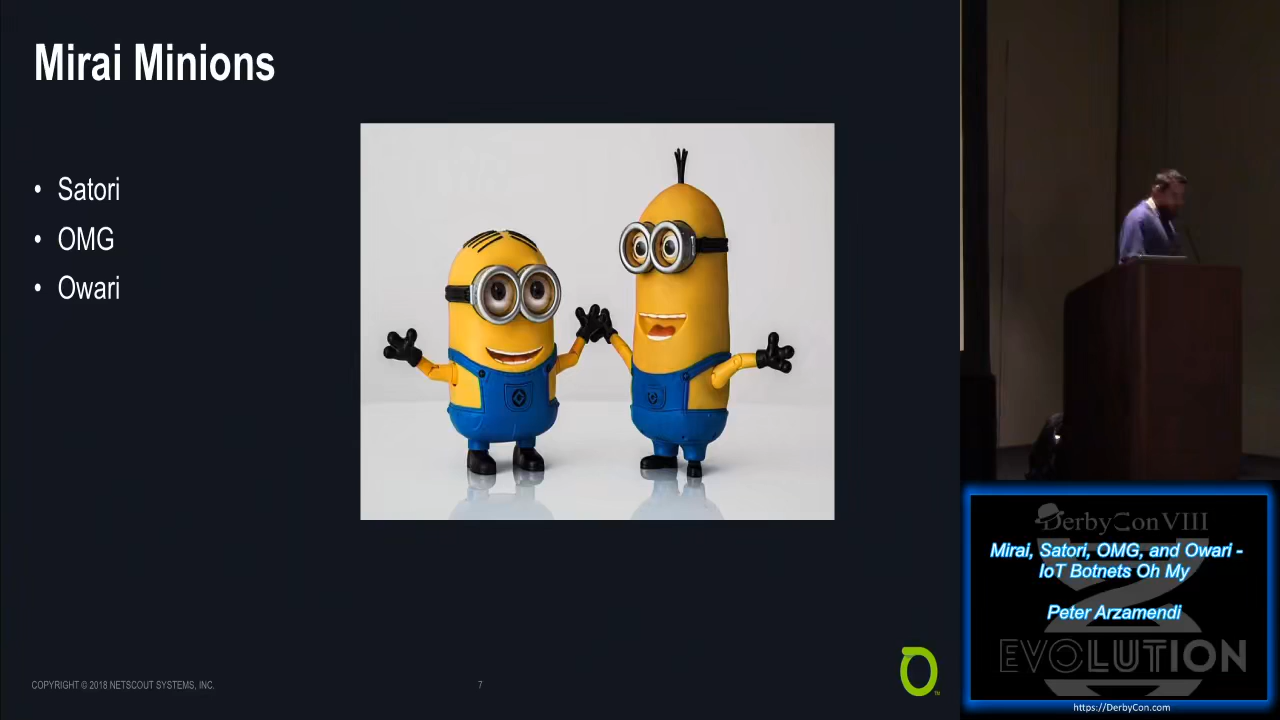 Mirai Minions
• Satori
• OMG
• Owari
COPYRIGHT © 2018 NETSCOUT SYSTEMS, INC.
7
TM
DerbyCon VIII
Mirai, Satori, OMG, and Owari -
IoT Botnets Oh My
Peter Arzamendi
EVOLUTION
https://DerbyCon.com